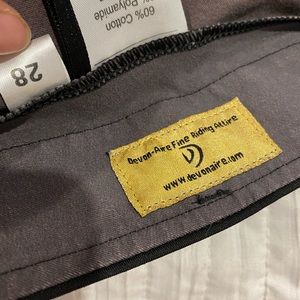 60% Cotton
% Polyamide
28
Devon-Aire Fine Riding Attire
www.devonaire.com